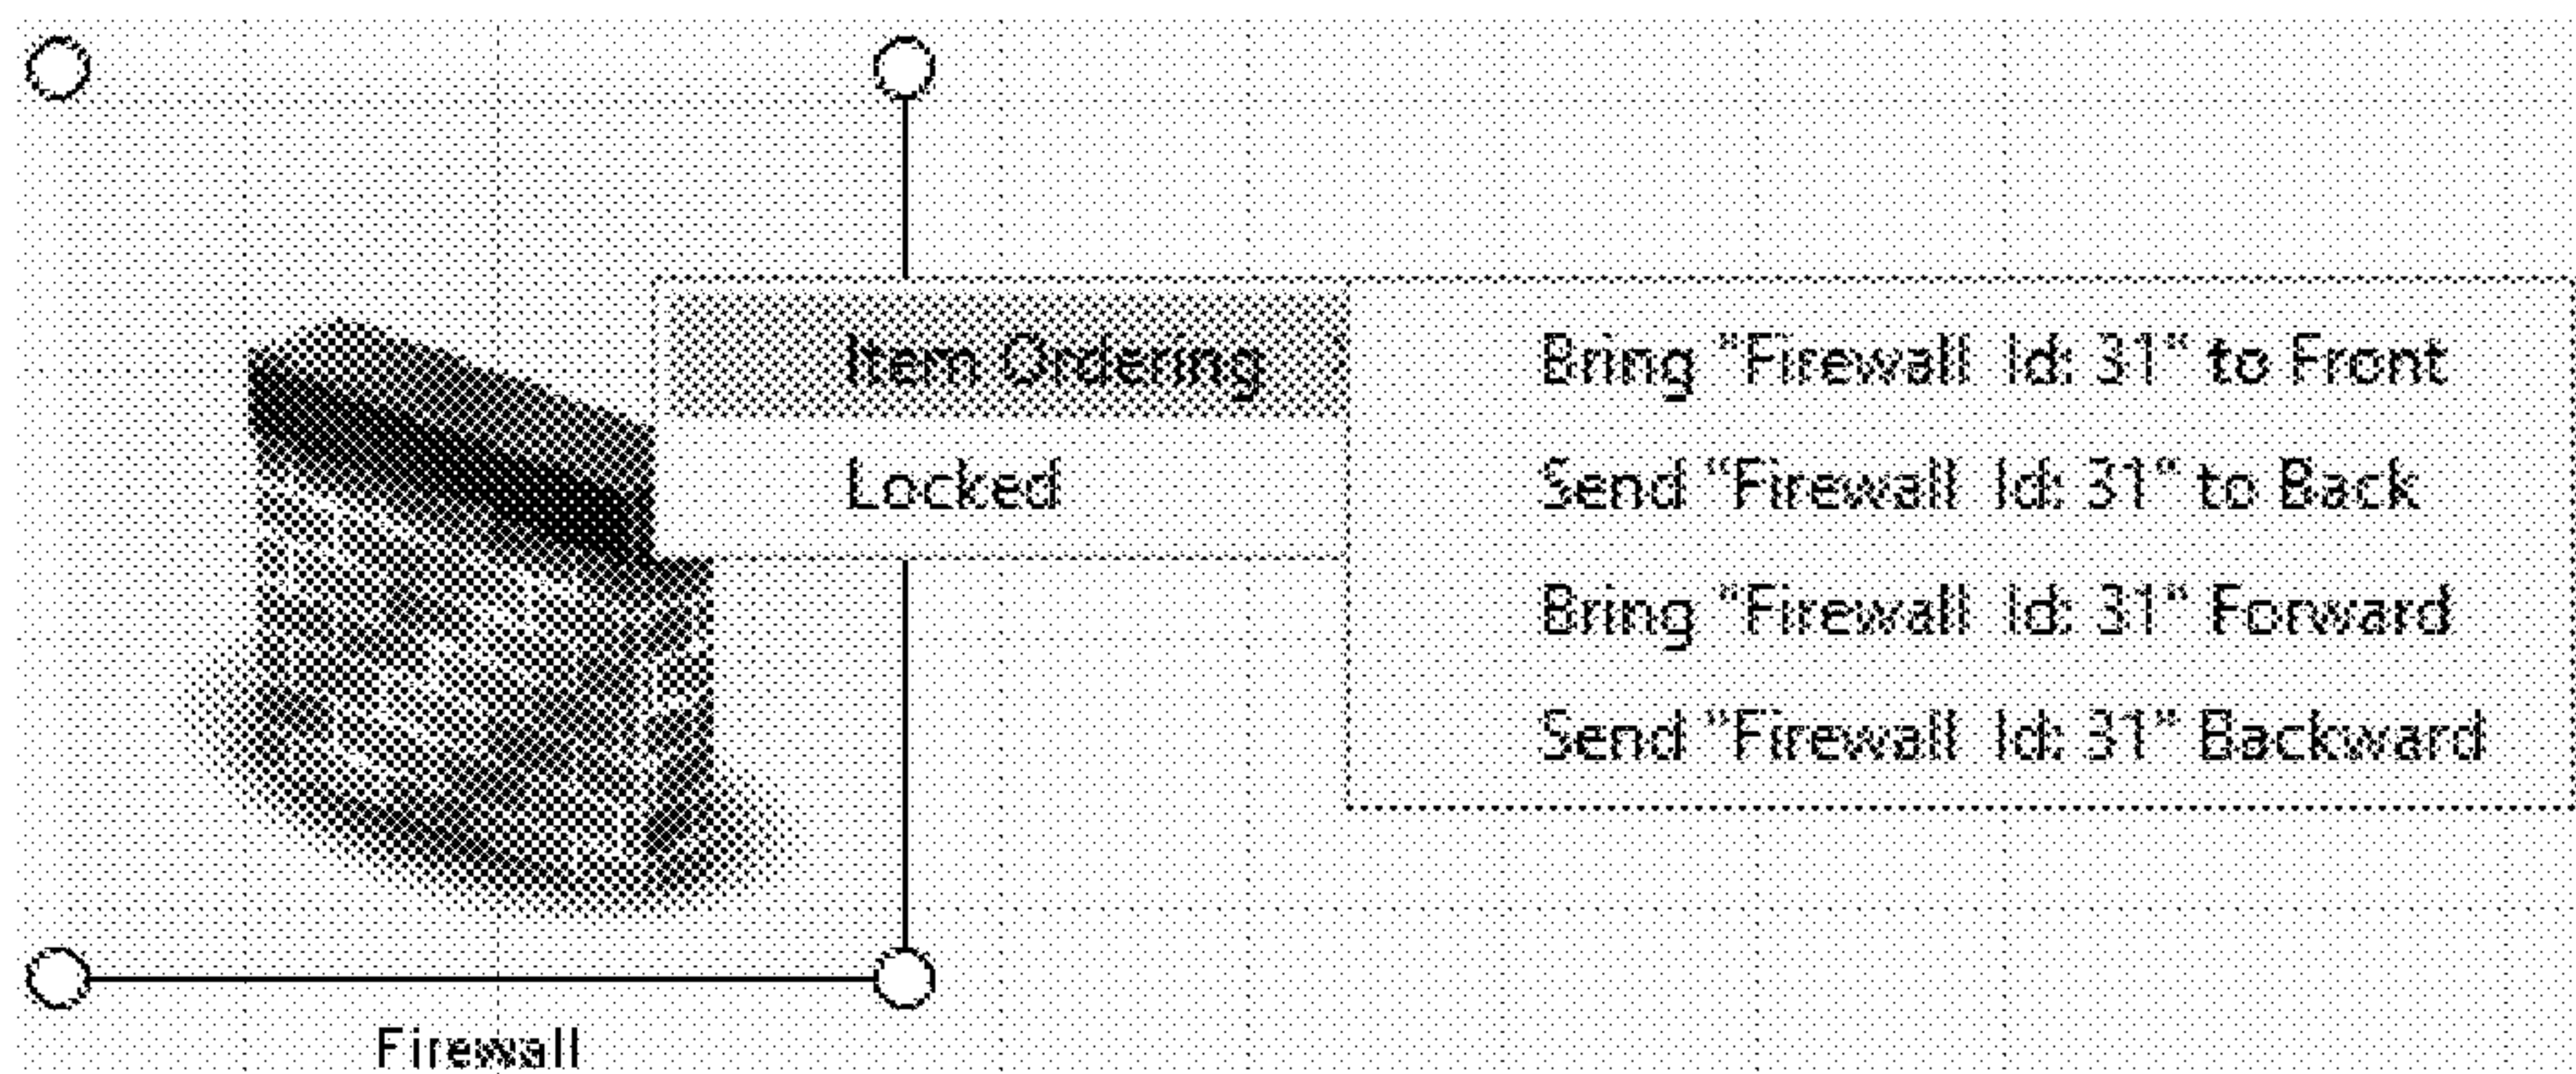 Item Ordering
Locked
Bring "Firewall Id: 31" to Front
Send "Firewall Id: 31" to Back
Bring "Firewall Id: 31" Forward
Send "Firewall Id: 31" Backward
Firewall